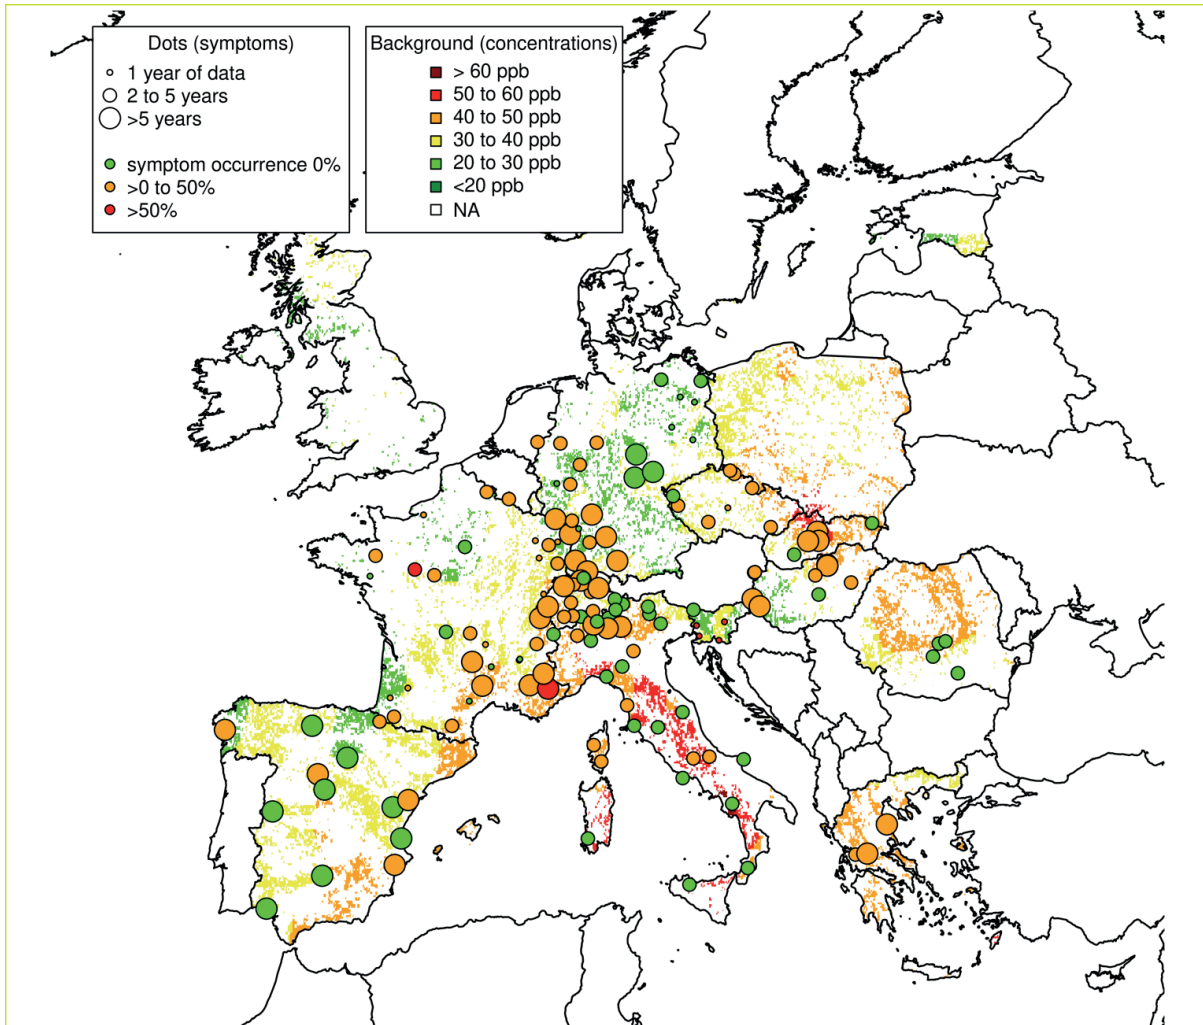 Dots (symptoms)
1 year of data
2 to 5 years
>5 years
symptom occurrence 0%
>0 to 50%
>50%
Background (concentrations)
> 60 ppb
50 to 60 ppb
40 to 50 ppb
30 to 40 ppb
20 to 30 ppb
<20 ppb
NA